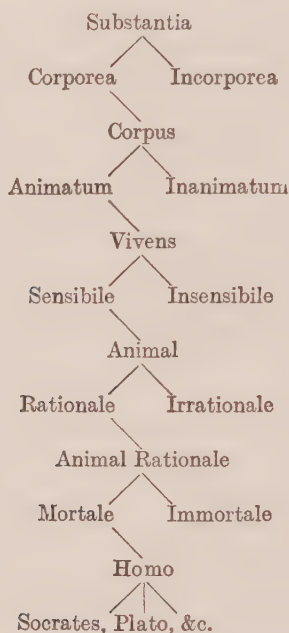 Substantia
Corporea Incorporea
Corpus
Animatum Inanimatum
Vivens
Sensibile Insensibile
Animal
Rationale Irrationale
Animal Rationale
Mortale Immortale
Homo
Socrates, Plato, &c.